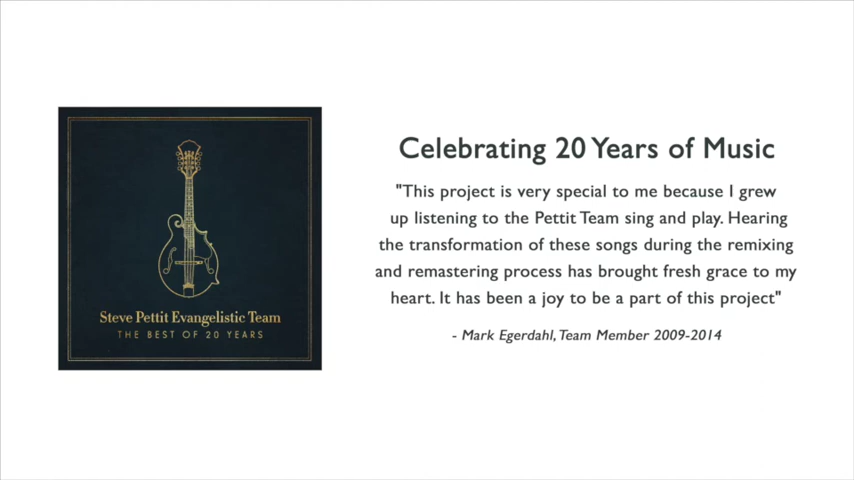 Celebrating 20 Years of Music
"This project is very special to me because I grew
up listening to the Pettit Team sing and play. Hearing
the transformation of these songs during the remixing
and remastering process has brought fresh grace to my
heart. It has been a joy to be a part of this project"
- Mark Egerdahl, Team Member 2009-2014
Steve Pettit Evangelistic Team
THE BEST OF 20 YEARS